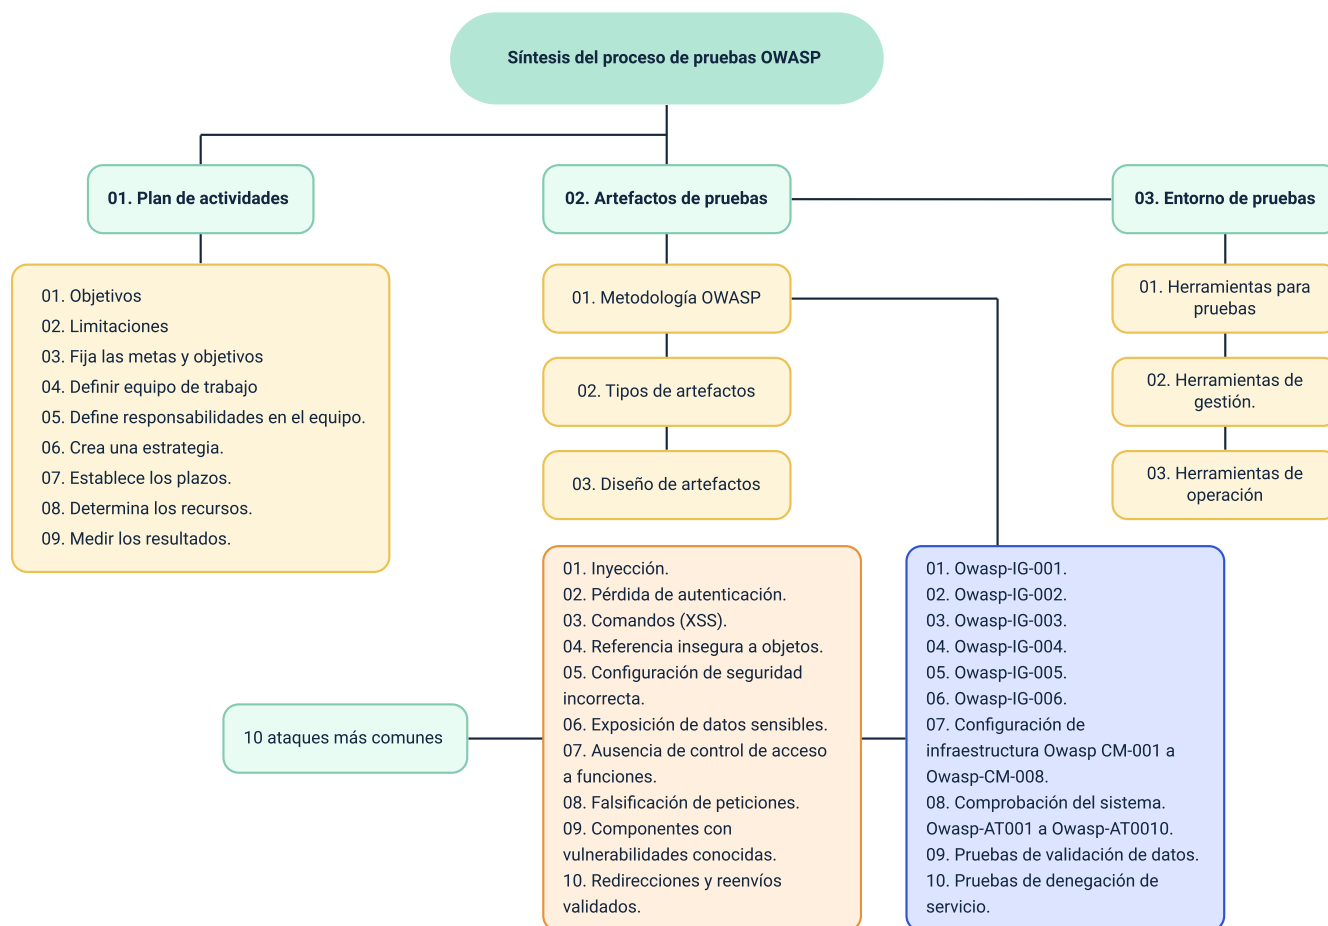 Síntesis del proceso de pruebas OWASP
01. Plan de actividades
02. Artefactos de pruebas
03. Entorno de pruebas
01. Objetivos
02. Limitaciones
03. Fija las metas y objetivos
04. Definir equipo de trabajo
05. Define responsabilidades en el equipo.
06. Crea una estrategia.
07. Establece los plazos.
08. Determina los recursos.
09. Medir los resultados.
01. Metodología OWASP
02. Tipos de artefactos
03. Diseño de artefactos
01. Herramientas para
pruebas
02. Herramientas de
gestión.
03. Herramientas de
operación
10 ataques más comunes
01. Inyección.
02. Pérdida de autenticación.
03. Comandos (XSS).
04. Referencia insegura a objetos.
05. Configuración de seguridad
incorrecta.
06. Exposición de datos sensibles.
07. Ausencia de control de acceso
a funciones.
08. Falsificación de peticiones.
09. Componentes con
vulnerabilidades conocidas.
10. Redirecciones y reenvíos
validados.
01. Owasp-IG-001.
02. Owasp-IG-002.
03. Owasp-IG-003.
04. Owasp-IG-004.
05. Owasp-IG-005.
06. Owasp-IG-006.
07. Configuración de
infraestructura Owasp CM-001 a
Owasp-CM-008.
08. Comprobación del sistema.
Owasp-AT001 a Owasp-AT0010.
09. Pruebas de validación de datos.
10. Pruebas de denegación de
servicio.